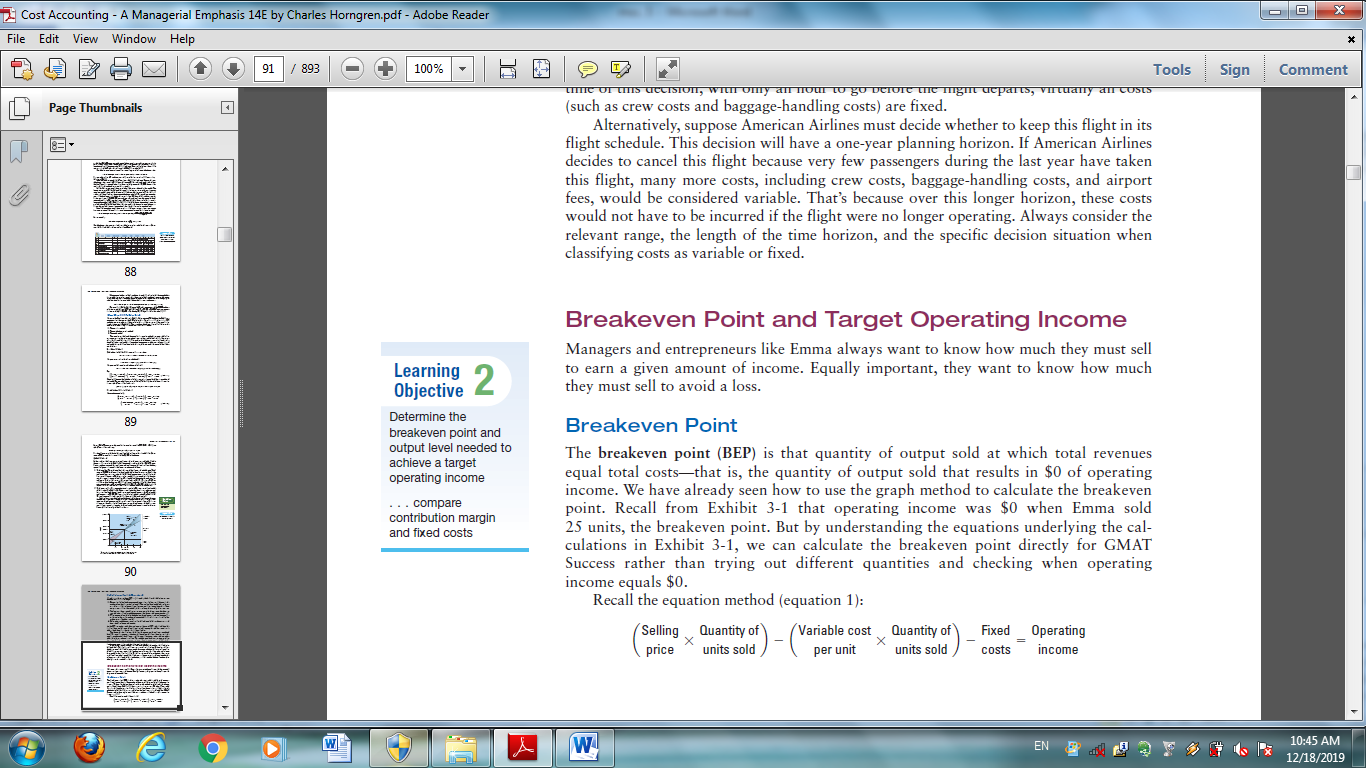 Cost Accounting - A Managerial Emphasis 14E by Charles Horngren.pdf - Adobe Reader
File Edit View Window Help
91 / 893 100% Tools Sign Comment
Page Thumbnails
88
89
90
time of this decision, with only an hour to go before the flight departs, virtually all costs
(such as crew costs and baggage-handling costs) are fixed.
Alternatively, suppose American Airlines must decide whether to keep this flight in its
flight schedule. This decision will have a one-year planning horizon. If American Airlines
decides to cancel this flight because very few passengers during the last year have taken
this flight, many more costs, including crew costs, baggage-handling costs, and airport
fees, would be considered variable. That's because over this longer horizon, these costs
would not have to be incurred if the flight were no longer operating. Always consider the
relevant range, the length of the time horizon, and the specific decision situation when
classifying costs as variable or fixed.
Breakeven Point and Target Operating Income
Learning
Objective 2
Determine the
breakeven point and
output level needed to
achieve a target
operating income
. . . compare
contribution margin
and fixed costs
Managers and entrepreneurs like Emma always want to know how much they must sell
to earn a given amount of income. Equally important, they want to know how much
they must sell to avoid a loss.
Breakeven Point
The breakeven point (BEP) is that quantity of output sold at which total revenues
equal total costs—that is, the quantity of output sold that results in $0 of operating
income. We have already seen how to use the graph method to calculate the breakeven
point. Recall from Exhibit 3-1 that operating income was $0 when Emma sold
25 units, the breakeven point. But by understanding the equations underlying the cal-
culations in Exhibit 3-1, we can calculate the breakeven point directly for GMAT
Success rather than trying out different quantities and checking when operating
income equals $0.
Recall the equation method (equation 1):
(Selling price × Quantity of units sold) − (Variable cost per unit × Quantity of units sold) − Fixed costs = Operating income
EN
10:45 AM
12/18/2019